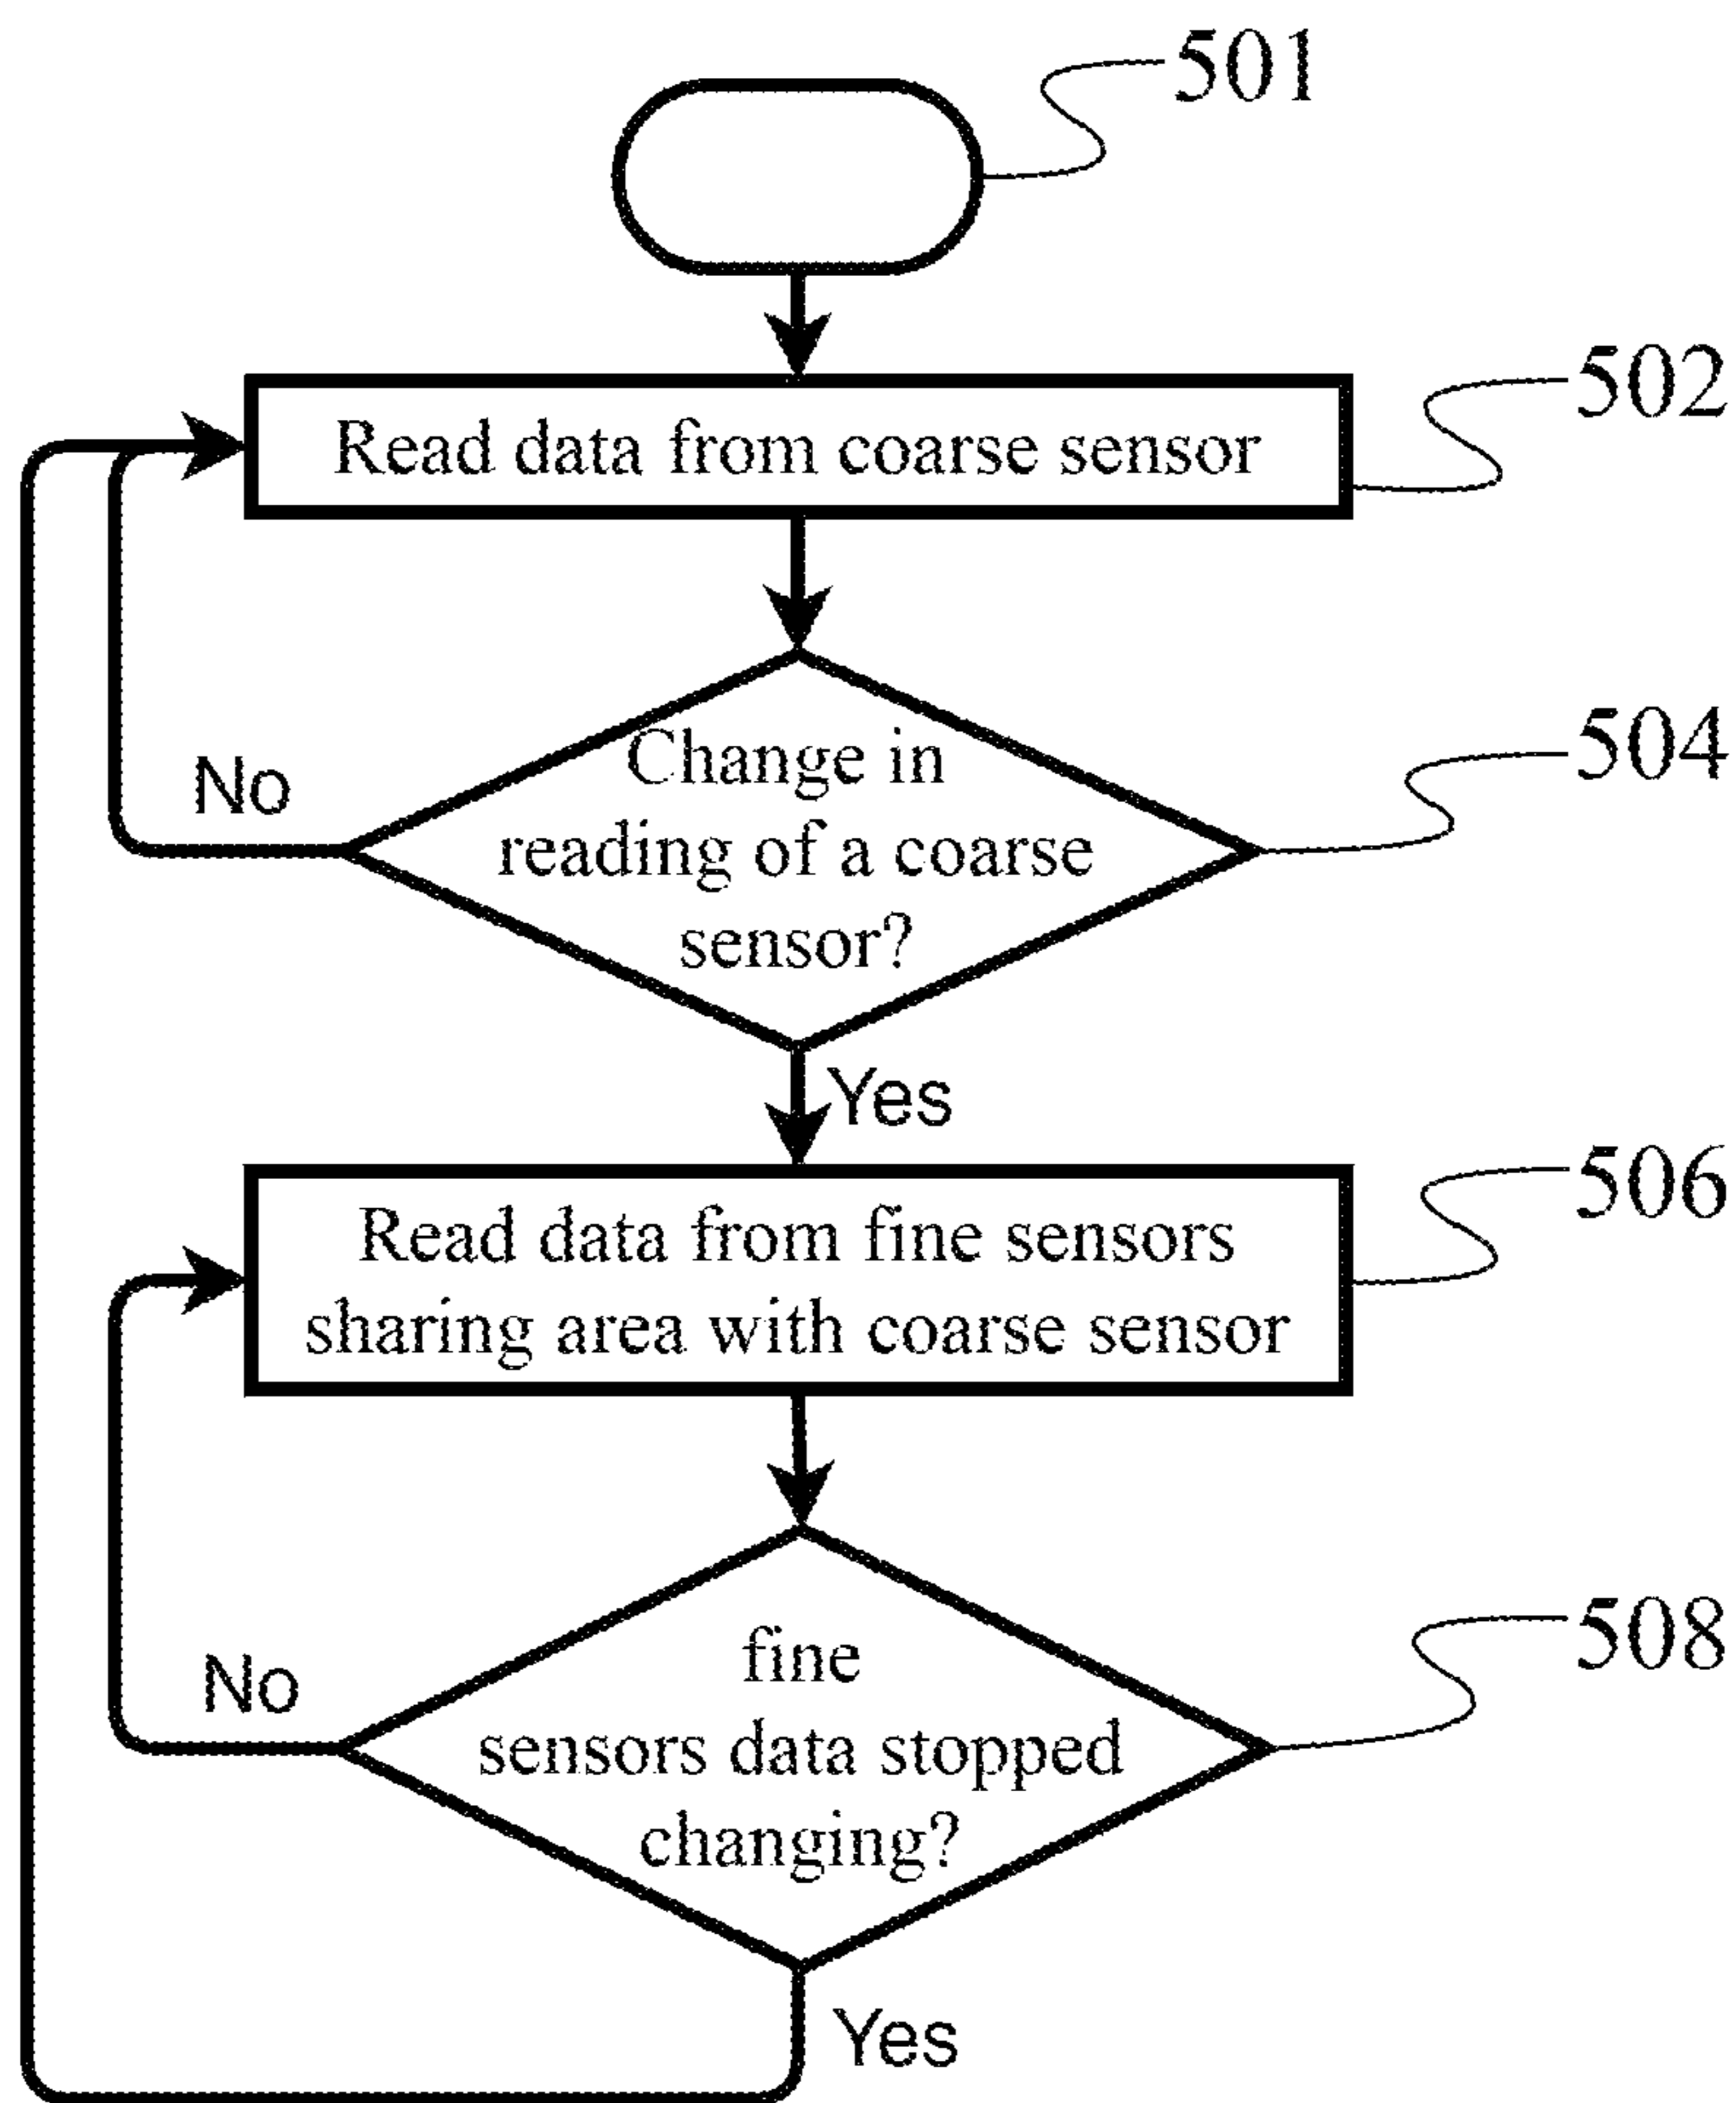 501
Read data from coarse sensor
502
Change in
reading of a coarse
sensor?
504
No
Yes
Read data from fine sensors
sharing area with coarse sensor
506
fine
sensors data stopped
changing?
508
No
Yes